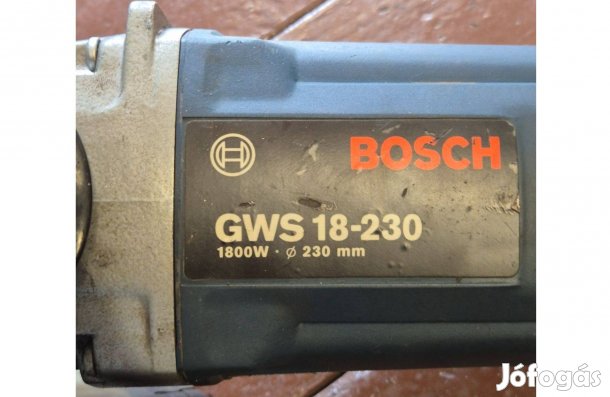 BOSCH
GWS 18-230
1800W · ⌀ 230 mm
Jófogás